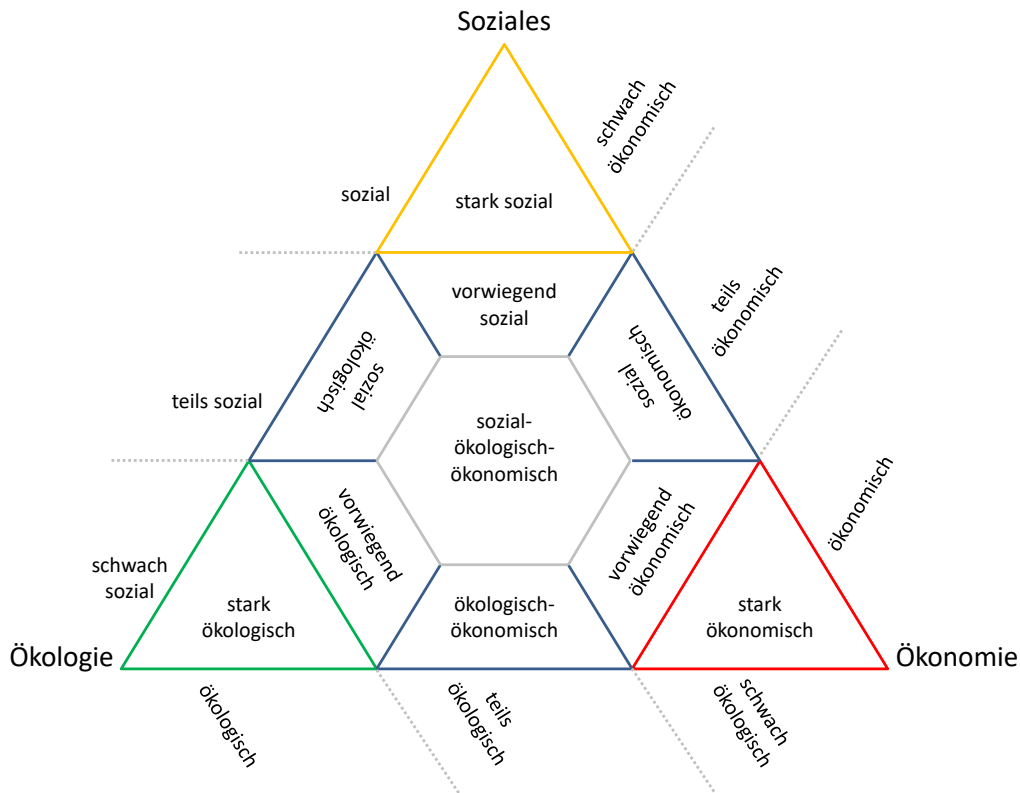 Soziales
schwach
ökonomisch
sozial
stark sozial
teils
ökonomisch
vorwiegend
sozial
sozial
ökologisch
ökonomisch
sozial
teils sozial
sozial-
ökologisch-
ökonomisch
ökonomisch
vorwiegend
ökologisch
vorwiegend
ökonomisch
schwach
sozial
stark
ökologisch
ökologisch-
ökonomisch
stark
ökonomisch
Ökologie
Ökonomie
ökologisch
teils
ökologisch
schwach
ökologisch